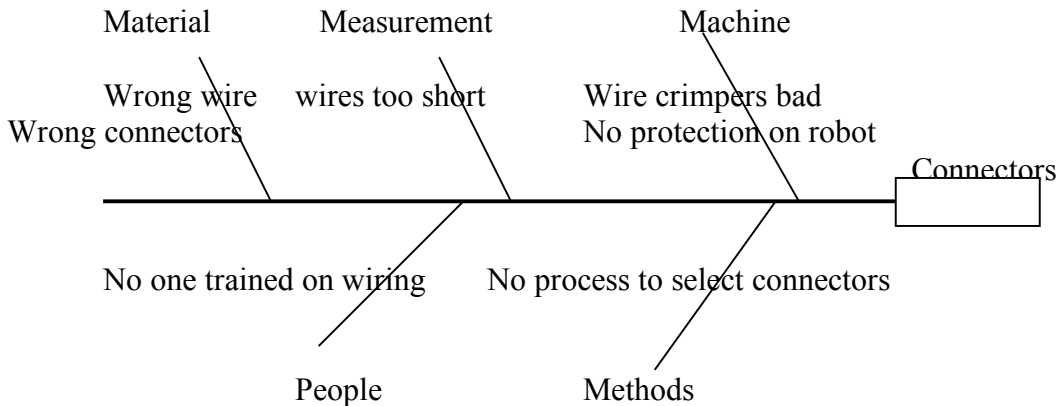 Material Measurement Machine
Wrong wire wires too short Wire crimpers bad
Wrong connectors No protection on robot
Connectors
No one trained on wiring No process to select connectors
People Methods